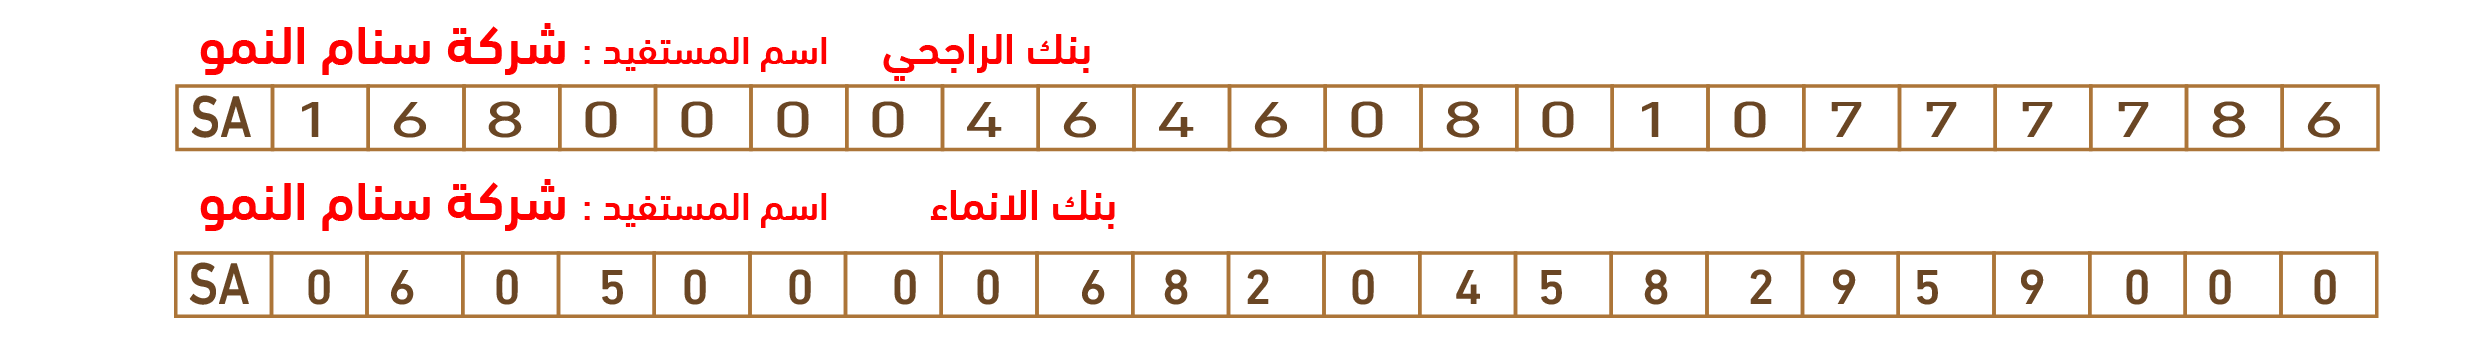 بنك الراجحي اسم المستفيد : شركة سنام النمو
SA 1 6 8 0 0 0 0 4 6 4 6 0 8 0 1 0 7 7 7 7 8 6
بنك الانماء اسم المستفيد : شركة سنام النمو
SA 0 6 0 5 0 0 0 0 6 8 2 0 4 5 8 2 9 5 9 0 0 0